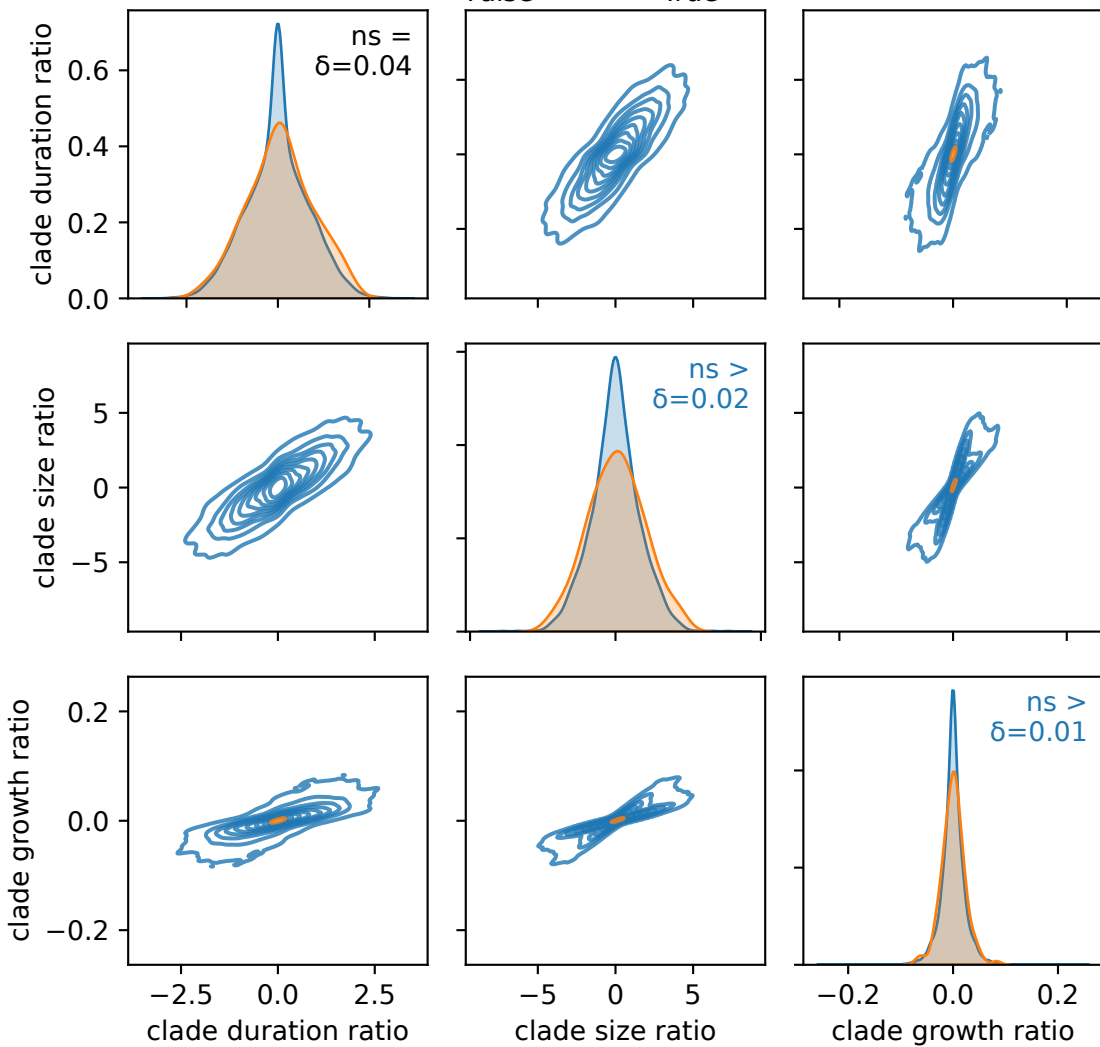 clade duration ratio
0.6
0.4
0.2
0.0
ns =
δ=0.04
clade size ratio
5
0
−5
ns >
δ=0.02
clade growth ratio
0.2
0.0
−0.2
ns >
δ=0.01
−2.5 0.0 2.5
−5 0 5
−0.2 0.0 0.2
clade duration ratio
clade size ratio
clade growth ratio